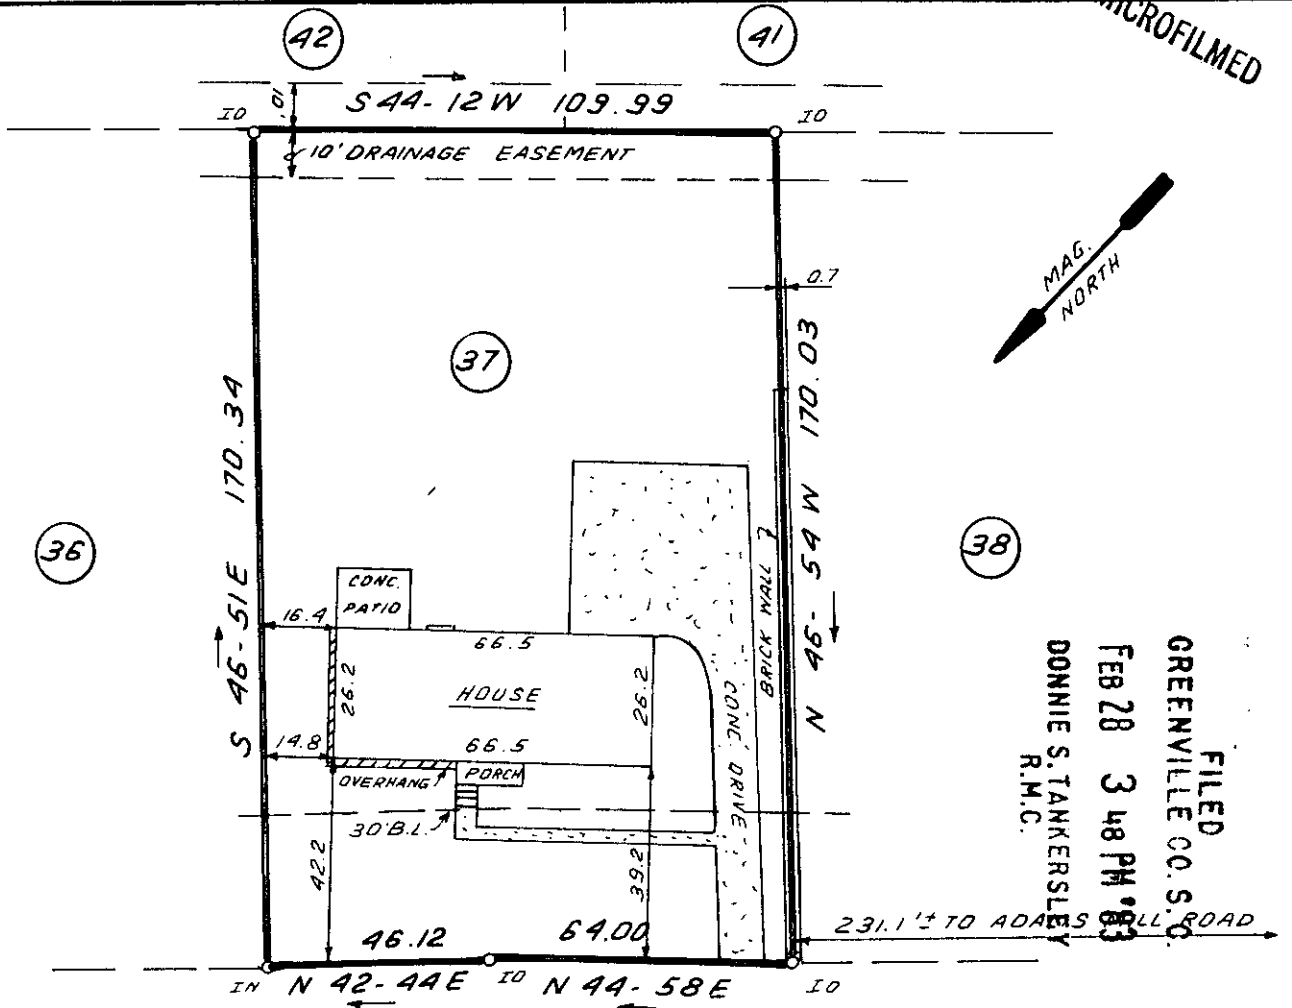 MICROFILMED
42
41
S 44-12 W 109.99
10'
IO
IO
10' DRAINAGE EASEMENT
MAG.
NORTH
0.7
37
S 46-51 E 170.34
N 46-54 W 170.03
36
38
CONC.
PATIO
16.4
66.5
26.2
HOUSE
26.2
BRICK WALL
14.8
66.5
OVERHANG
PORCH
CONC. DRIVE
30' B.L.
42.2
39.2
FILED
GREENVILLE CO. S. C.
FEB 28 3 48 PM '83
DONNIE S. TANKERSLEY
R.M.C.
46.12
64.00
231.1'± TO ROAD
IN
N 42-44 E
IO
N 44-58 E
IO